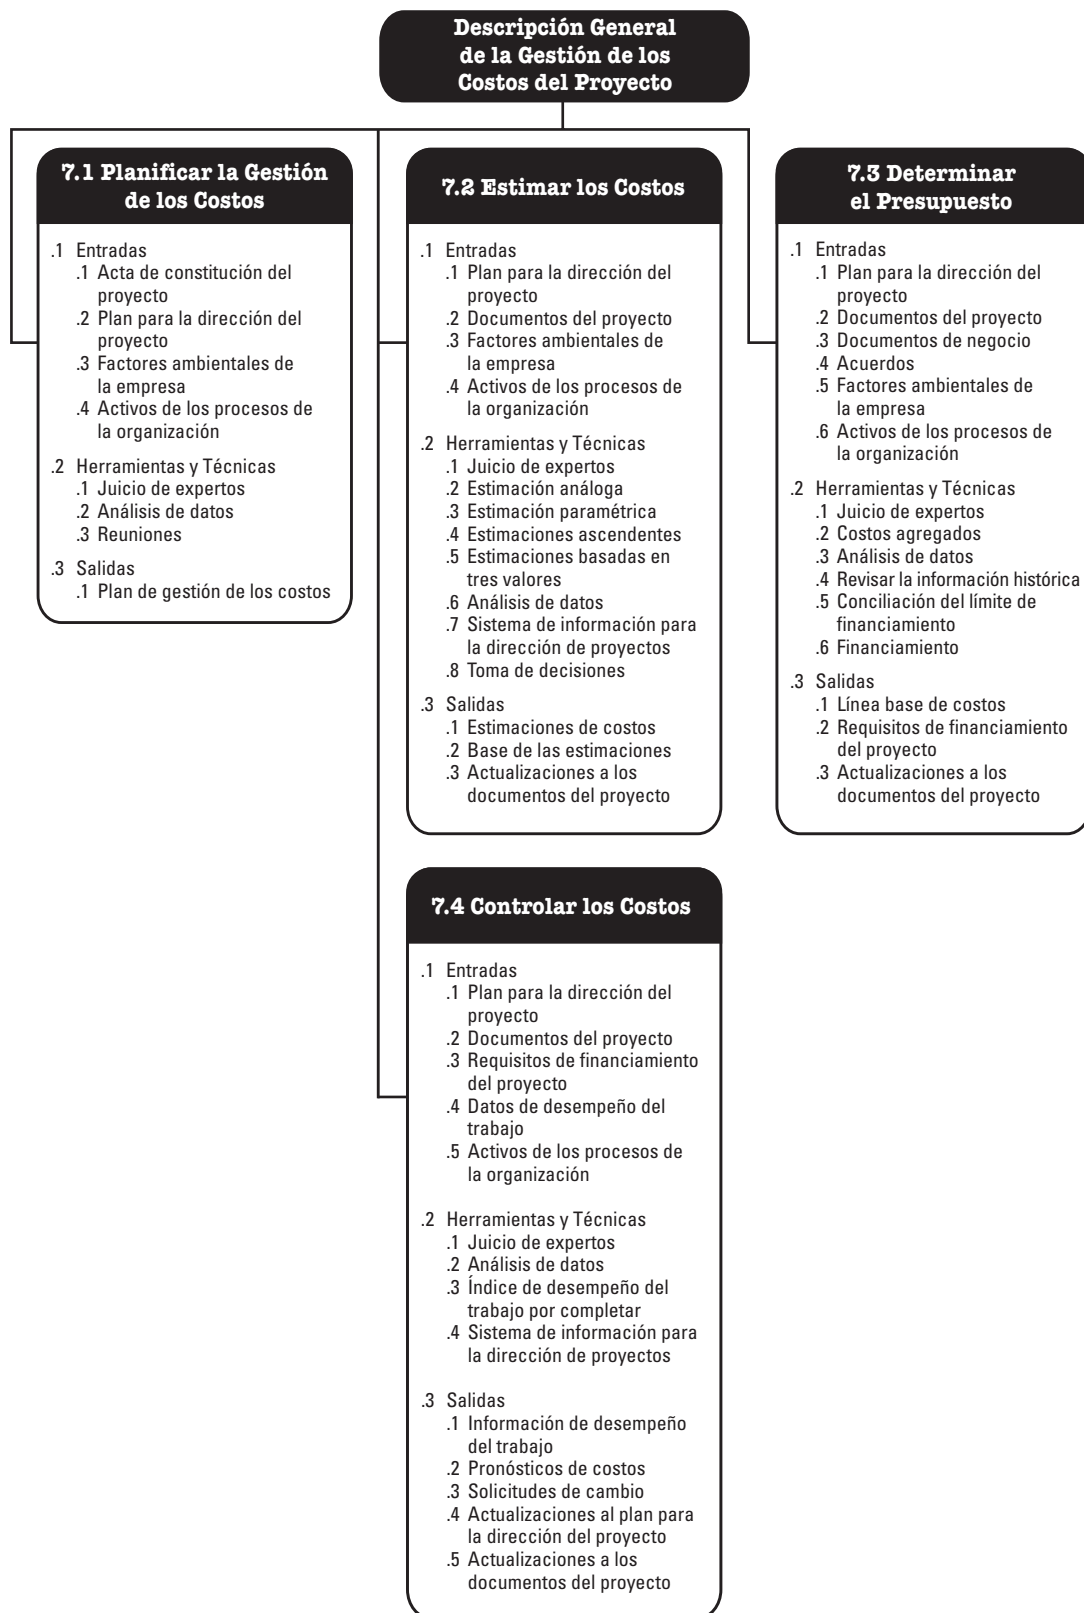 Descripción General
de la Gestión de los
Costos del Proyecto
7.1 Planificar la Gestión
de los Costos
.1 Entradas
.1 Acta de constitución del
proyecto
.2 Plan para la dirección del
proyecto
.3 Factores ambientales de
la empresa
.4 Activos de los procesos de
la organización
.2 Herramientas y Técnicas
.1 Juicio de expertos
.2 Análisis de datos
.3 Reuniones
.3 Salidas
.1 Plan de gestión de los costos
7.2 Estimar los Costos
.1 Entradas
.1 Plan para la dirección del
proyecto
.2 Documentos del proyecto
.3 Factores ambientales de
la empresa
.4 Activos de los procesos de
la organización
.2 Herramientas y Técnicas
.1 Juicio de expertos
.2 Estimación análoga
.3 Estimación paramétrica
.4 Estimaciones ascendentes
.5 Estimaciones basadas en
tres valores
.6 Análisis de datos
.7 Sistema de información para
la dirección de proyectos
.8 Toma de decisiones
.3 Salidas
.1 Estimaciones de costos
.2 Base de las estimaciones
.3 Actualizaciones a los
documentos del proyecto
7.3 Determinar
el Presupuesto
.1 Entradas
.1 Plan para la dirección del
proyecto
.2 Documentos del proyecto
.3 Documentos de negocio
.4 Acuerdos
.5 Factores ambientales de
la empresa
.6 Activos de los procesos de
la organización
.2 Herramientas y Técnicas
.1 Juicio de expertos
.2 Costos agregados
.3 Análisis de datos
.4 Revisar la información histórica
.5 Conciliación del límite de
financiamiento
.6 Financiamiento
.3 Salidas
.1 Línea base de costos
.2 Requisitos de financiamiento
del proyecto
.3 Actualizaciones a los
documentos del proyecto
7.4 Controlar los Costos
.1 Entradas
.1 Plan para la dirección del
proyecto
.2 Documentos del proyecto
.3 Requisitos de financiamiento
del proyecto
.4 Datos de desempeño del
trabajo
.5 Activos de los procesos de
la organización
.2 Herramientas y Técnicas
.1 Juicio de expertos
.2 Análisis de datos
.3 Índice de desempeño del
trabajo por completar
.4 Sistema de información para
la dirección de proyectos
.3 Salidas
.1 Información de desempeño
del trabajo
.2 Pronósticos de costos
.3 Solicitudes de cambio
.4 Actualizaciones al plan para
la dirección del proyecto
.5 Actualizaciones a los
documentos del proyecto